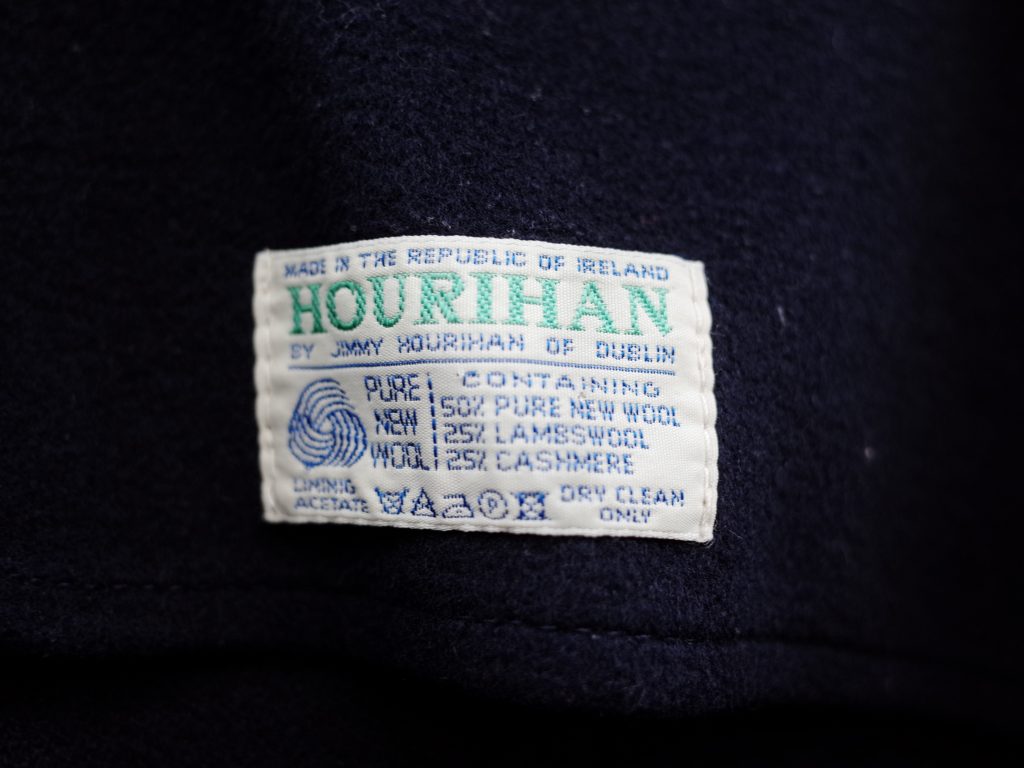 MADE IN THE REPUBLIC OF IRELAND
HOURIHAN
BY JIMMY HOURIHAN OF DUBLIN
PURE
NEW
WOOL
CONTAINING
50% PURE NEW WOOL
25% LAMBSWOOL
25% CASHMERE
LINING
ACETATE
P
DRY CLEAN
ONLY